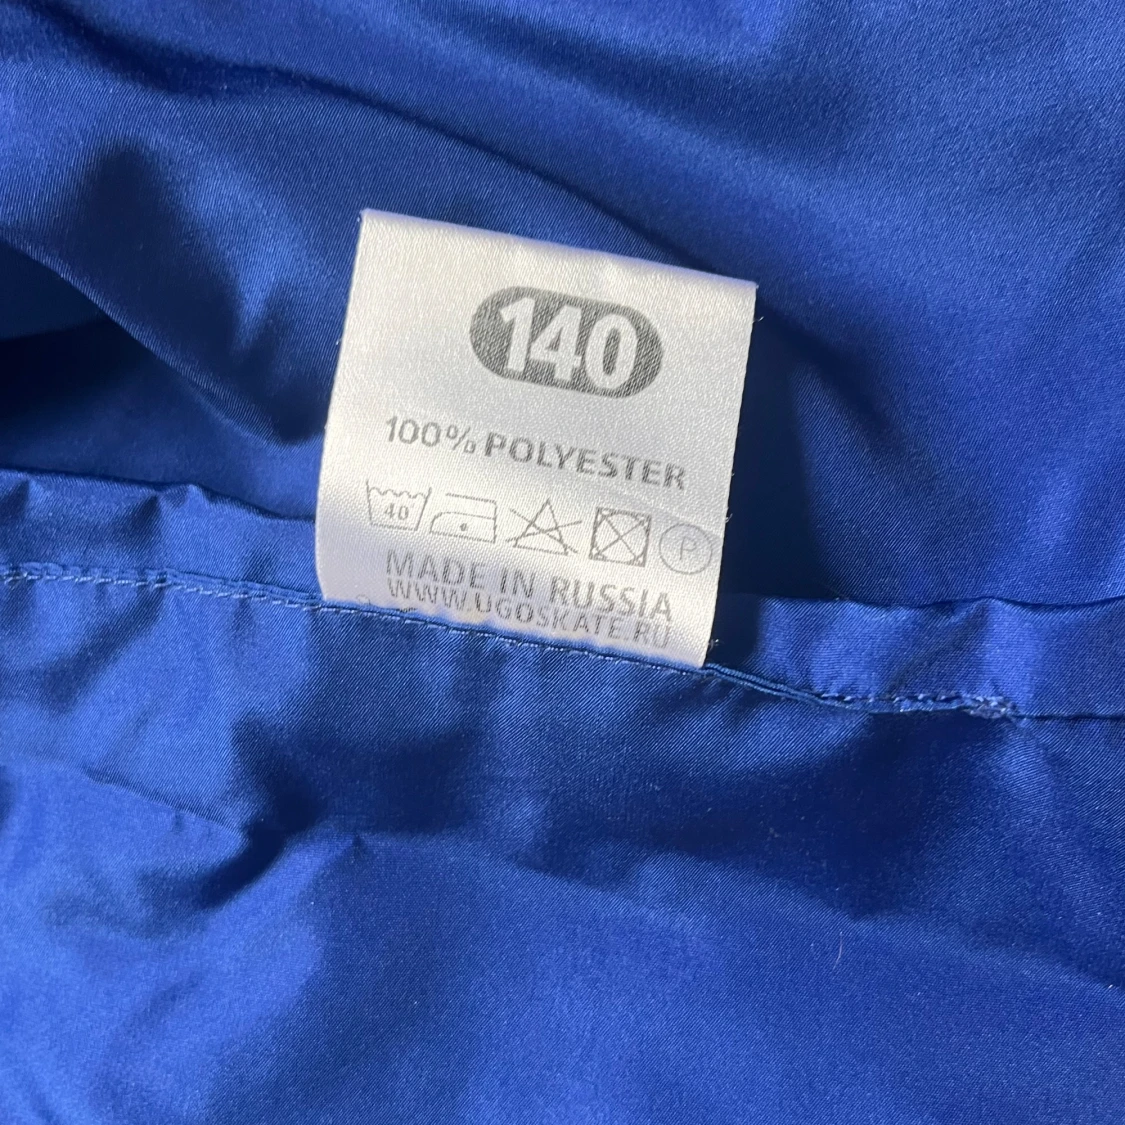 140
100% POLYESTER
40 P
MADE IN RUSSIA
WWW.UGOSKATE.RU